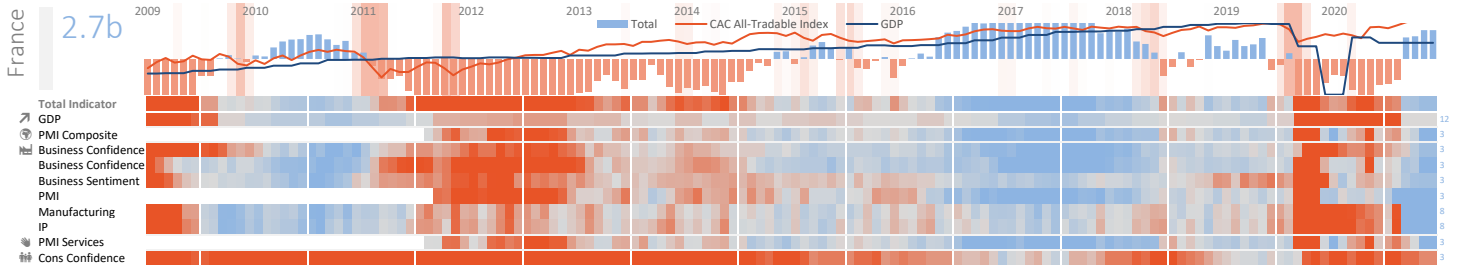 2009 2010 2011 2012 2013 2014 2015 2016 2017 2018 2019 2020
France
2.7b
Total CAC All-Tradable Index GDP
Total Indicator
GDP 12
PMI Composite 3
Business Confidence 3
Business Confidence 3
Business Sentiment 3
PMI 3
Manufacturing 8
IP 8
PMI Services 3
Cons Confidence 3